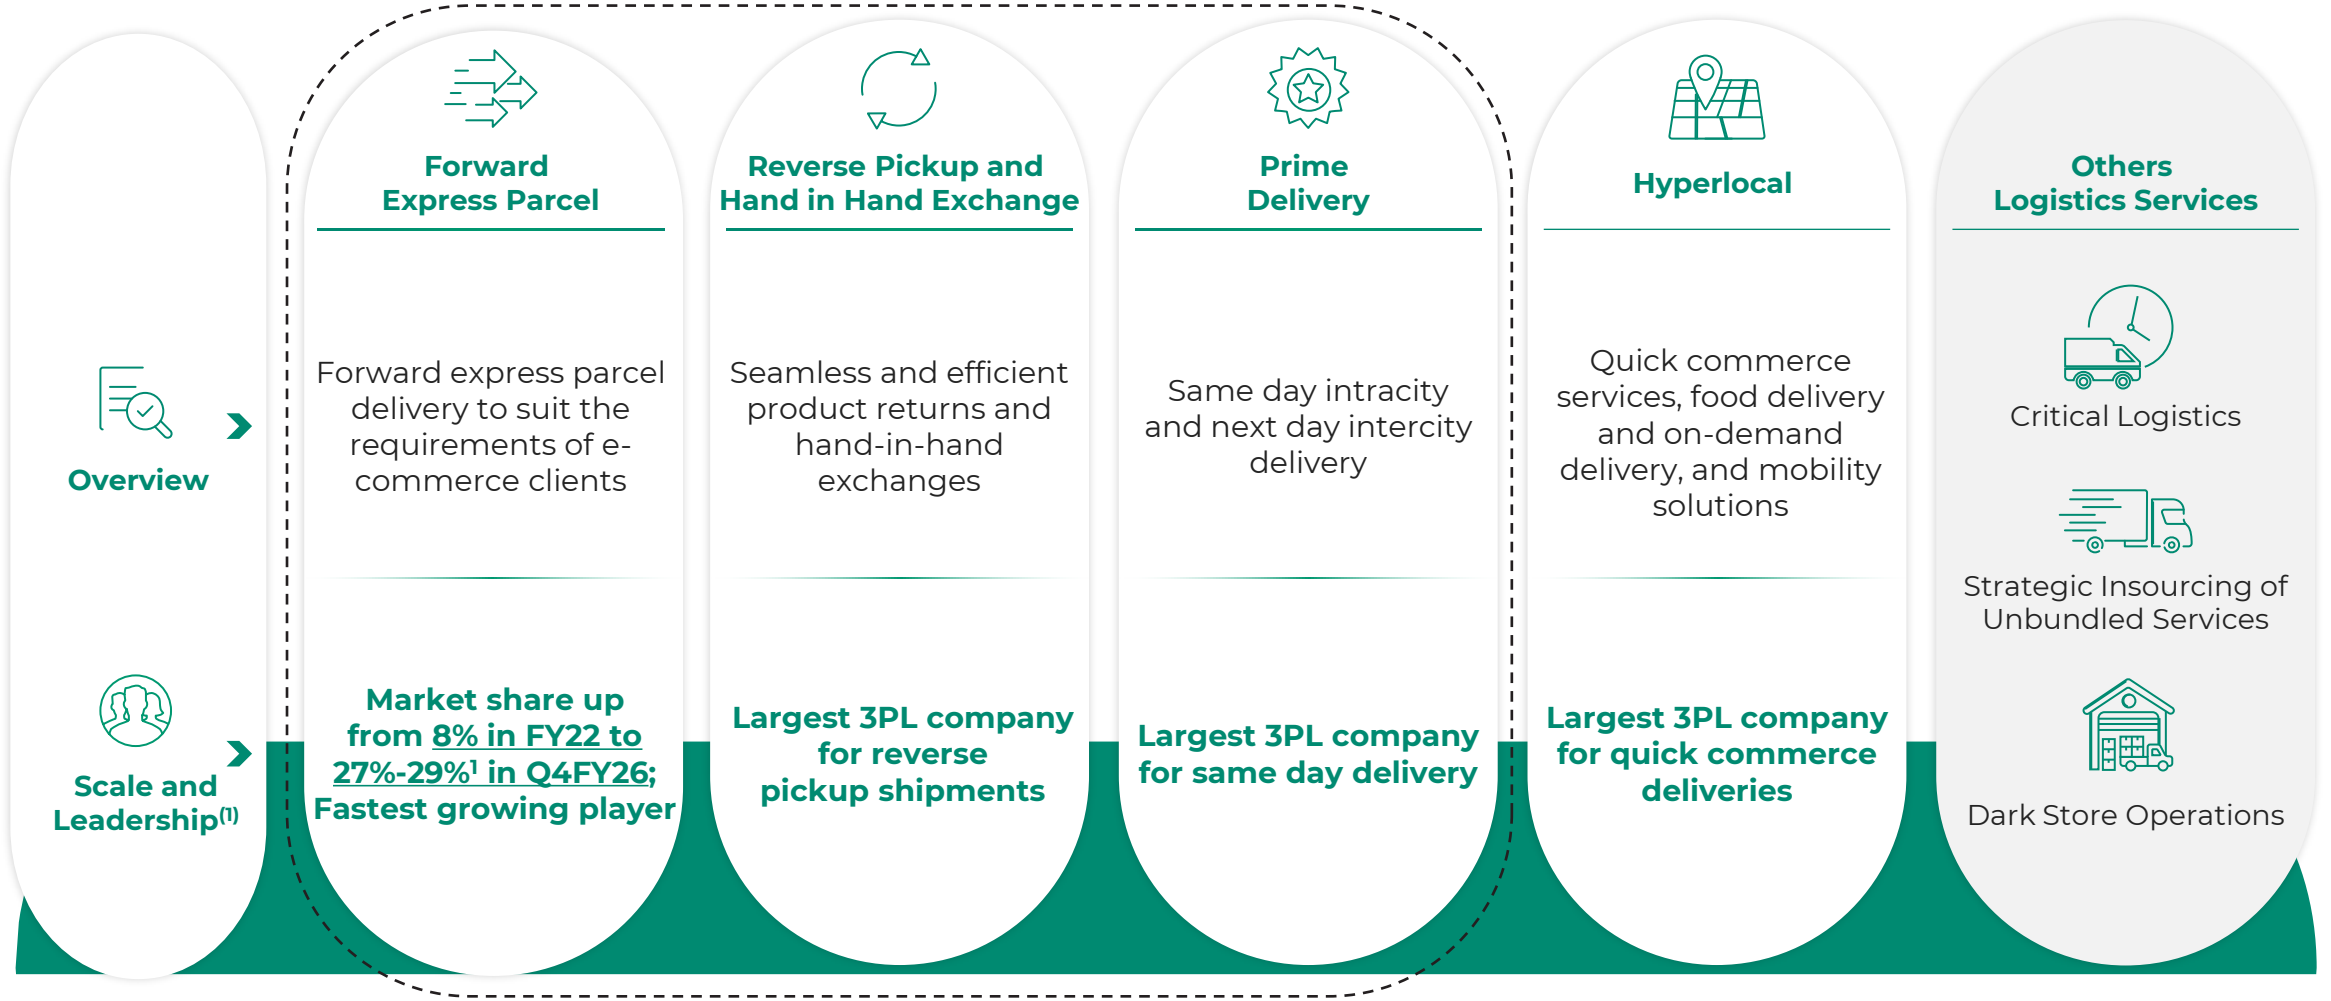 Forward
Express Parcel
Reverse Pickup and
Hand in Hand Exchange
Prime
Delivery
Hyperlocal
Others
Logistics Services
Overview
Forward express parcel
delivery to suit the
requirements of e-
commerce clients
Seamless and efficient
product returns and
hand-in-hand
exchanges
Same day intracity
and next day intercity
delivery
Quick commerce
services, food delivery
and on-demand
delivery, and mobility
solutions
Critical Logistics
Strategic Insourcing of
Unbundled Services
Dark Store Operations
Scale and
Leadership(1)
Market share up
from 8% in FY22 to
27%-29%¹ in Q4FY26;
Fastest growing player
Largest 3PL company
for reverse
pickup shipments
Largest 3PL company
for same day delivery
Largest 3PL company
for quick commerce
deliveries